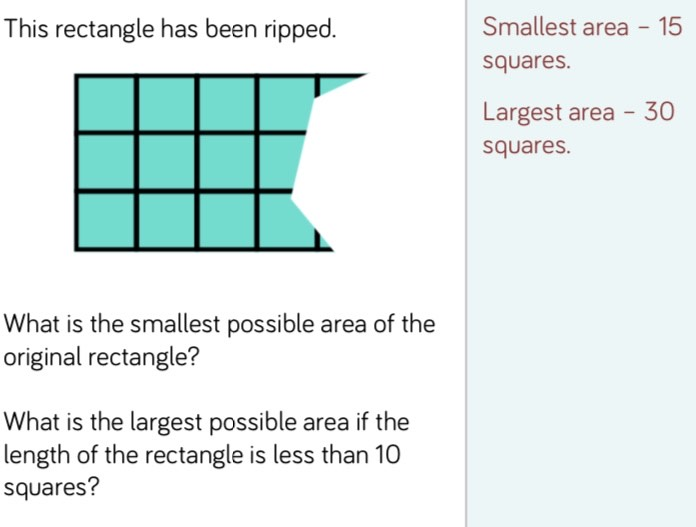 This rectangle has been ripped.
What is the smallest possible area of the
original rectangle?
What is the largest possible area if the
length of the rectangle is less than 10
squares?
Smallest area – 15
squares.
Largest area – 30
squares.